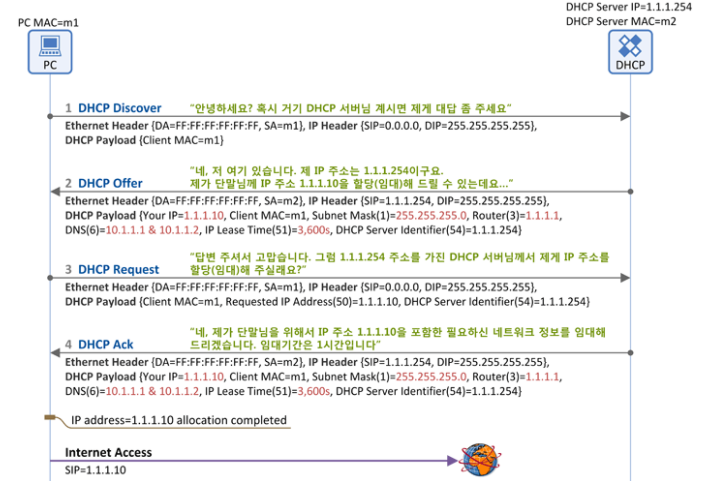 DHCP Server IP=1.1.1.254
PC MAC=m1
DHCP Server MAC=m2
PC
DHCP
1 DHCP Discover "안녕하세요? 혹시 거기 DHCP 서버님 계시면 제게 대답 좀 주세요"
Ethernet Header {DA=FF:FF:FF:FF:FF:FF, SA=m1}, IP Header {SIP=0.0.0.0, DIP=255.255.255.255},
DHCP Payload {Client MAC=m1}
"네, 저 여기 있습니다. 제 IP 주소는 1.1.1.254이구요.
2 DHCP Offer 제가 단말님께 IP 주소 1.1.1.10을 할당(임대)해 드릴 수 있는데요..."
Ethernet Header {DA=FF:FF:FF:FF:FF:FF, SA=m2}, IP Header {SIP=1.1.1.254, DIP=255.255.255.255},
DHCP Payload {Your IP=1.1.1.10, Client MAC=m1, Subnet Mask(1)=255.255.255.0, Router(3)=1.1.1.1,
DNS(6)=10.1.1.1 & 10.1.1.2, IP Lease Time(51)=3,600s, DHCP Server Identifier(54)=1.1.1.254}
"답변 주셔서 고맙습니다. 그럼 1.1.1.254 주소를 가진 DHCP 서버님께서 제게 IP 주소를
3 DHCP Request 할당(임대)해 주실래요?"
Ethernet Header {DA=FF:FF:FF:FF:FF:FF, SA=m1}, IP Header {SIP=0.0.0.0, DIP=255.255.255.255},
DHCP Payload {Client MAC=m1, Requested IP Address(50)=1.1.1.10, DHCP Server Identifier(54)=1.1.1.254}
"네, 제가 단말님을 위해서 IP 주소 1.1.1.10을 포함한 필요하신 네트워크 정보를 임대해
4 DHCP Ack 드리겠습니다. 임대기간은 1시간입니다"
Ethernet Header {DA=FF:FF:FF:FF:FF:FF, SA=m2}, IP Header {SIP=1.1.1.254, DIP=255.255.255.255},
DHCP Payload {Your IP=1.1.1.10, Client MAC=m1, Subnet Mask(1)=255.255.255.0, Router(3)=1.1.1.1,
DNS(6)=10.1.1.1 & 10.1.1.2, IP Lease Time(51)=3,600s, DHCP Server Identifier(54)=1.1.1.254}
IP address=1.1.1.10 allocation completed
Internet Access
SIP=1.1.1.10